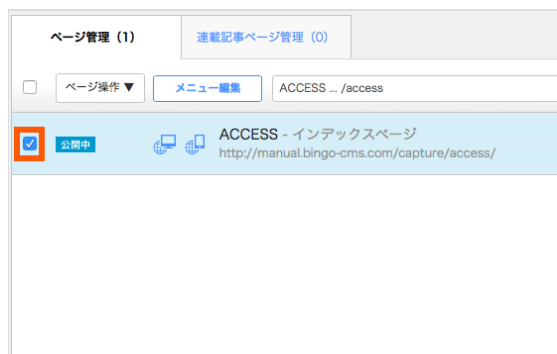 ページ管理（1）
連載記事ページ管理（0）
ページ操作 ▼
メニュー編集
ACCESS ... /access
公開中
ACCESS - インデックスページ
http://manual.bingo-cms.com/capture/access/